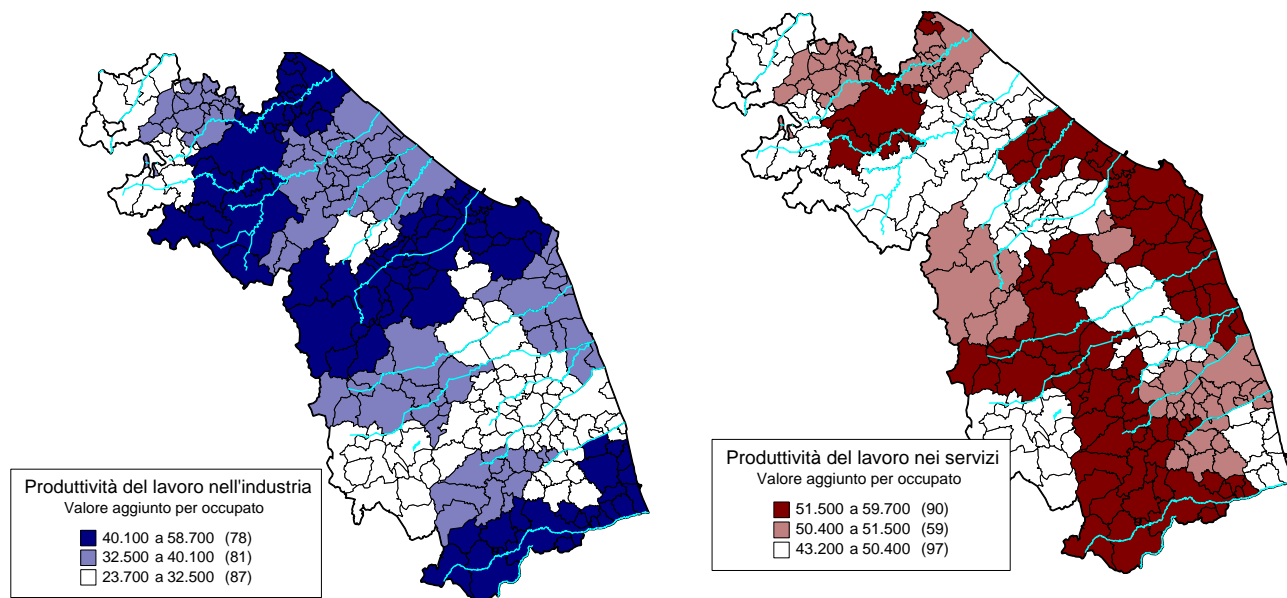 Produttività del lavoro nell'industria
Valore aggiunto per occupato
40.100 a 58.700 (78)
32.500 a 40.100 (81)
23.700 a 32.500 (87)
Produttività del lavoro nei servizi
Valore aggiunto per occupato
51.500 a 59.700 (90)
50.400 a 51.500 (59)
43.200 a 50.400 (97)